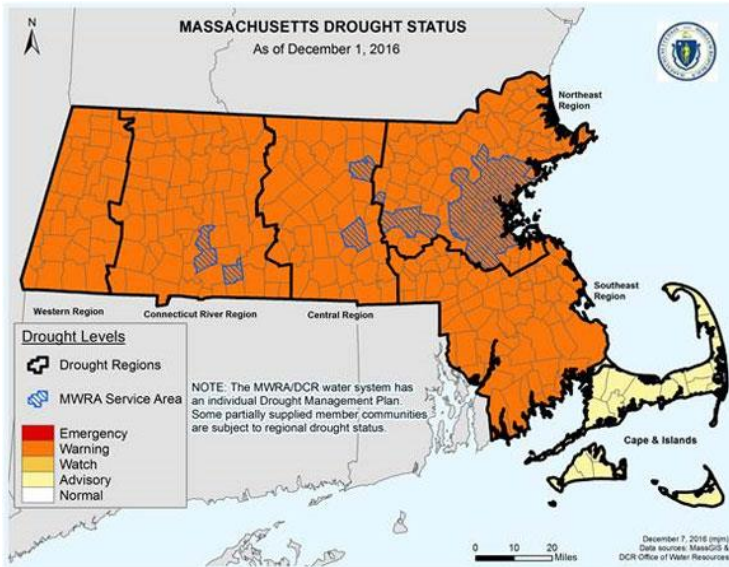 MASSACHUSETTS DROUGHT STATUS
As of December 1, 2016
N
Northeast
Region
Southeast
Region
Western Region
Connecticut River Region
Central Region
Cape & Islands
Drought Levels
Drought Regions
MWRA Service Area
Emergency
Warning
Watch
Advisory
Normal
NOTE: The MWRA/DCR water system has
an individual Drought Management Plan.
Some partially supplied member communities
are subject to regional drought status.
0 10 20
Miles
December 7, 2016 (mjm)
Data sources: MassGIS &
DCR Office of Water Resources